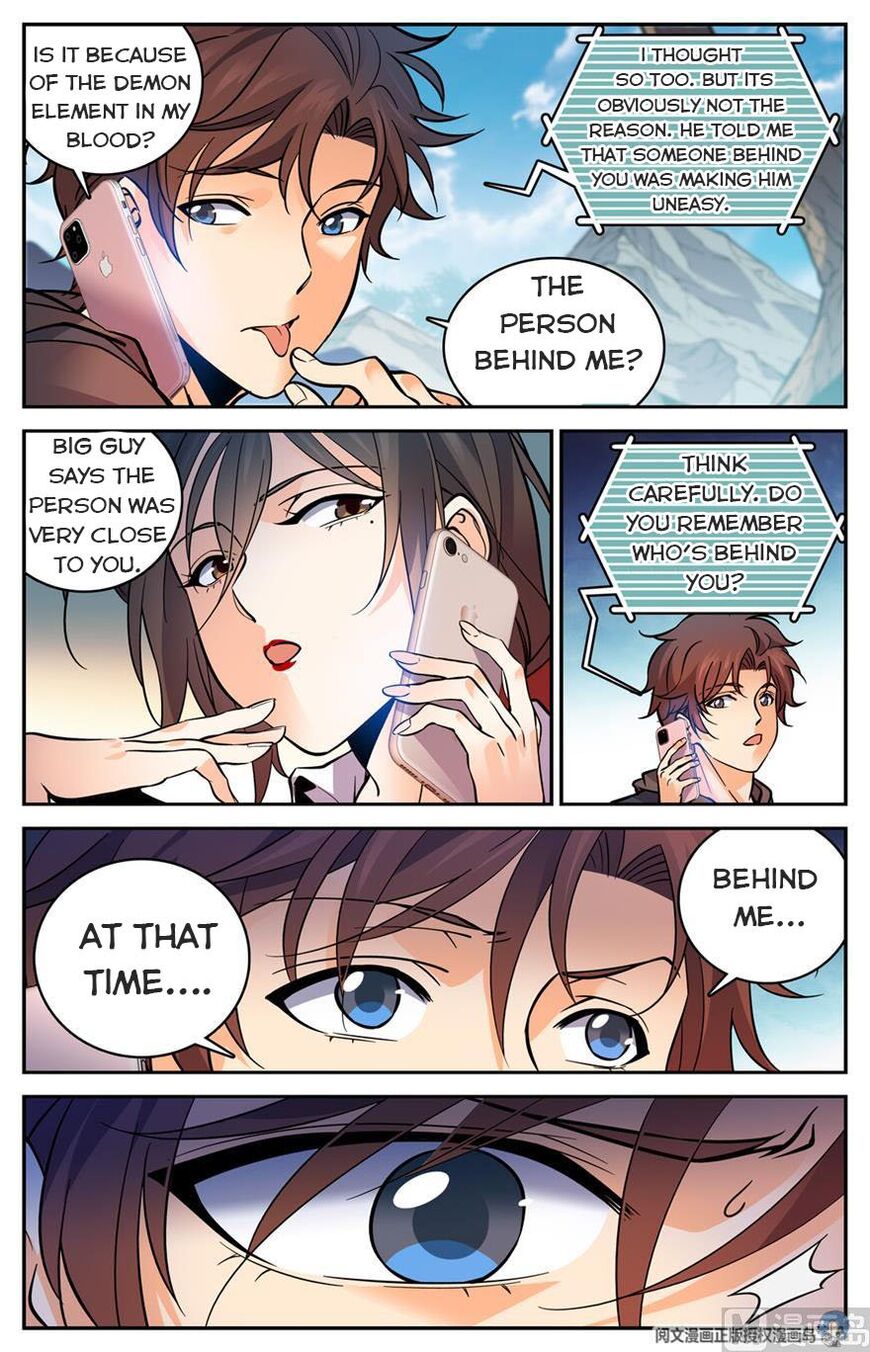 IS IT BECAUSE
OF THE DEMON
ELEMENT IN MY
BLOOD?
I THOUGHT
SO TOO. BUT ITS
OBVIOUSLY NOT THE
REASON. HE TOLD ME
THAT SOMEONE BEHIND
YOU WAS MAKING HIM
UNEASY.
THE
PERSON
BEHIND ME?
BIG GUY
SAYS THE
PERSON WAS
VERY CLOSE
TO YOU.
THINK
CAREFULLY. DO
YOU REMEMBER
WHO'S BEHIND
YOU?
AT THAT
TIME....
BEHIND
ME...
漫画岛
阅文漫画正版授权漫画岛